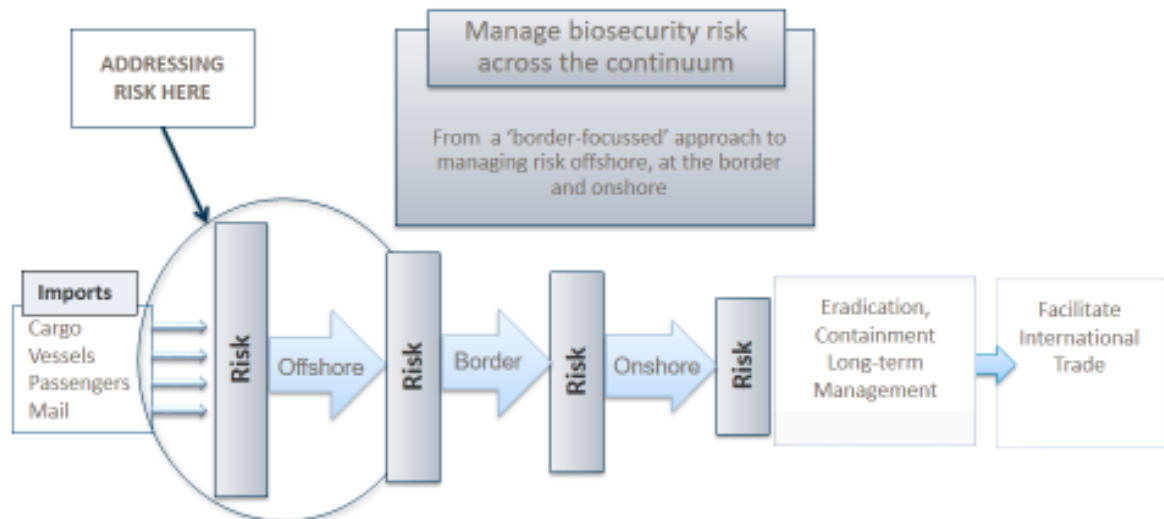 ADDRESSING
RISK HERE
Manage biosecurity risk
across the continuum
From a 'border-focussed' approach to
managing risk offshore, at the border
and onshore
Imports
Cargo
Vessels
Passengers
Mail
Risk
Offshore
Risk
Border
Risk
Onshore
Risk
Eradication,
Containment
Long-term
Management
Facilitate
International
Trade